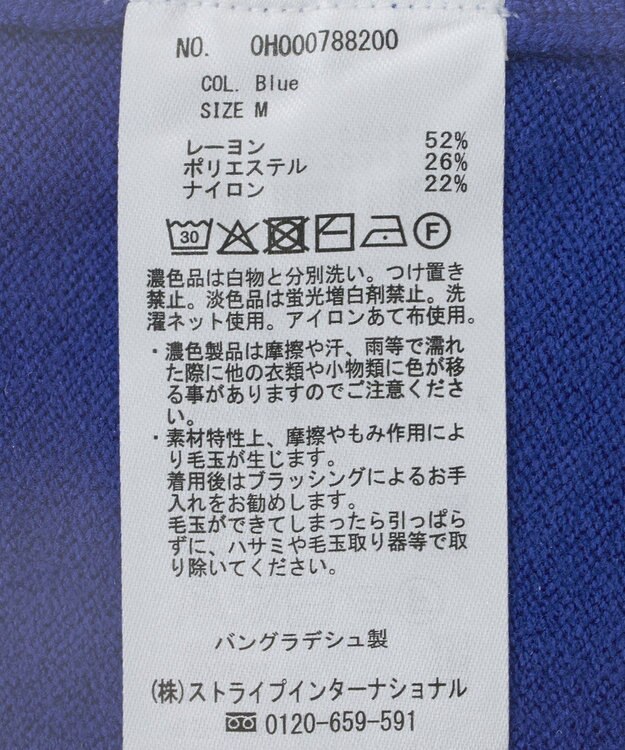 NO. OH000788200
COL. Blue
SIZE M
レーヨン 52%
ポリエステル 26%
ナイロン 22%
30 F
濃色品は白物と分別洗い。つけ置き
禁止。淡色品は蛍光増白剤禁止。洗
濯ネット使用。アイロンあて布使用。
・濃色製品は摩擦や汗、雨等で濡れ
た際に他の衣類や小物類に色が移
る事がありますのでご注意くださ
い。
・素材特性上、摩擦やもみ作用によ
り毛玉が生じます。
着用後はブラッシングによるお手
入れをお勧めします。
毛玉ができてしまったら引っぱら
ずに、ハサミや毛玉取り器等で取
り除いてください。
バングラデシュ製
(株)ストライプインターナショナル
0120-659-591